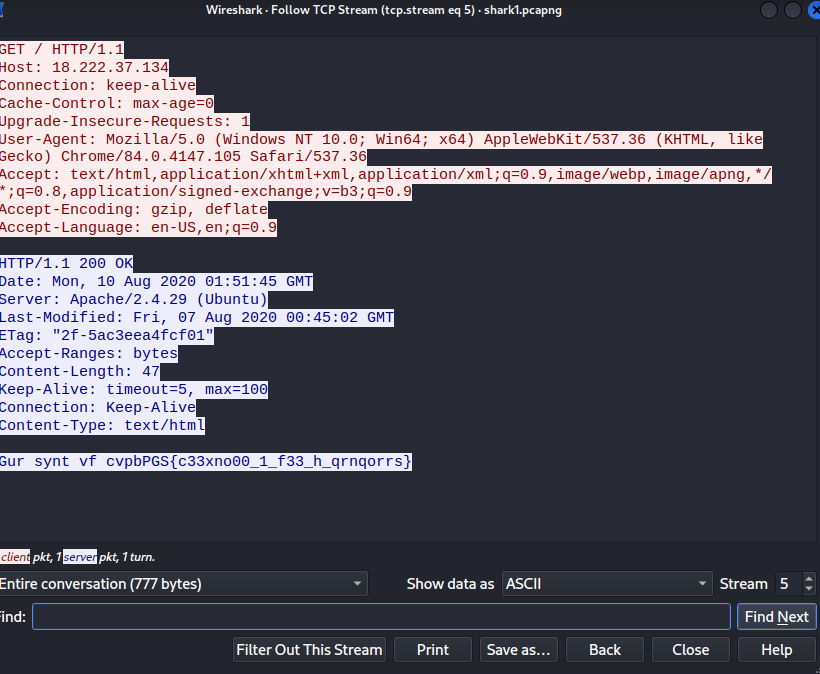 Wireshark · Follow TCP Stream (tcp.stream eq 5) · shark1.pcapng
GET / HTTP/1.1
Host: 18.222.37.134
Connection: keep-alive
Cache-Control: max-age=0
Upgrade-Insecure-Requests: 1
User-Agent: Mozilla/5.0 (Windows NT 10.0; Win64; x64) AppleWebKit/537.36 (KHTML, like
Gecko) Chrome/84.0.4147.105 Safari/537.36
Accept: text/html,application/xhtml+xml,application/xml;q=0.9,image/webp,image/apng,*/
*;q=0.8,application/signed-exchange;v=b3;q=0.9
Accept-Encoding: gzip, deflate
Accept-Language: en-US,en;q=0.9
HTTP/1.1 200 OK
Date: Mon, 10 Aug 2020 01:51:45 GMT
Server: Apache/2.4.29 (Ubuntu)
Last-Modified: Fri, 07 Aug 2020 00:45:02 GMT
ETag: "2f-5ac3eea4fcf01"
Accept-Ranges: bytes
Content-Length: 47
Keep-Alive: timeout=5, max=100
Connection: Keep-Alive
Content-Type: text/html
Gur synt vf cvpbPGS{c33xno00_1_f33_h_qrnqorrs}
client pkt, 1 server pkt, 1 turn.
Entire conversation (777 bytes) Show data as ASCII Stream 5
ind: Find Next
Filter Out This Stream Print Save as… Back Close Help